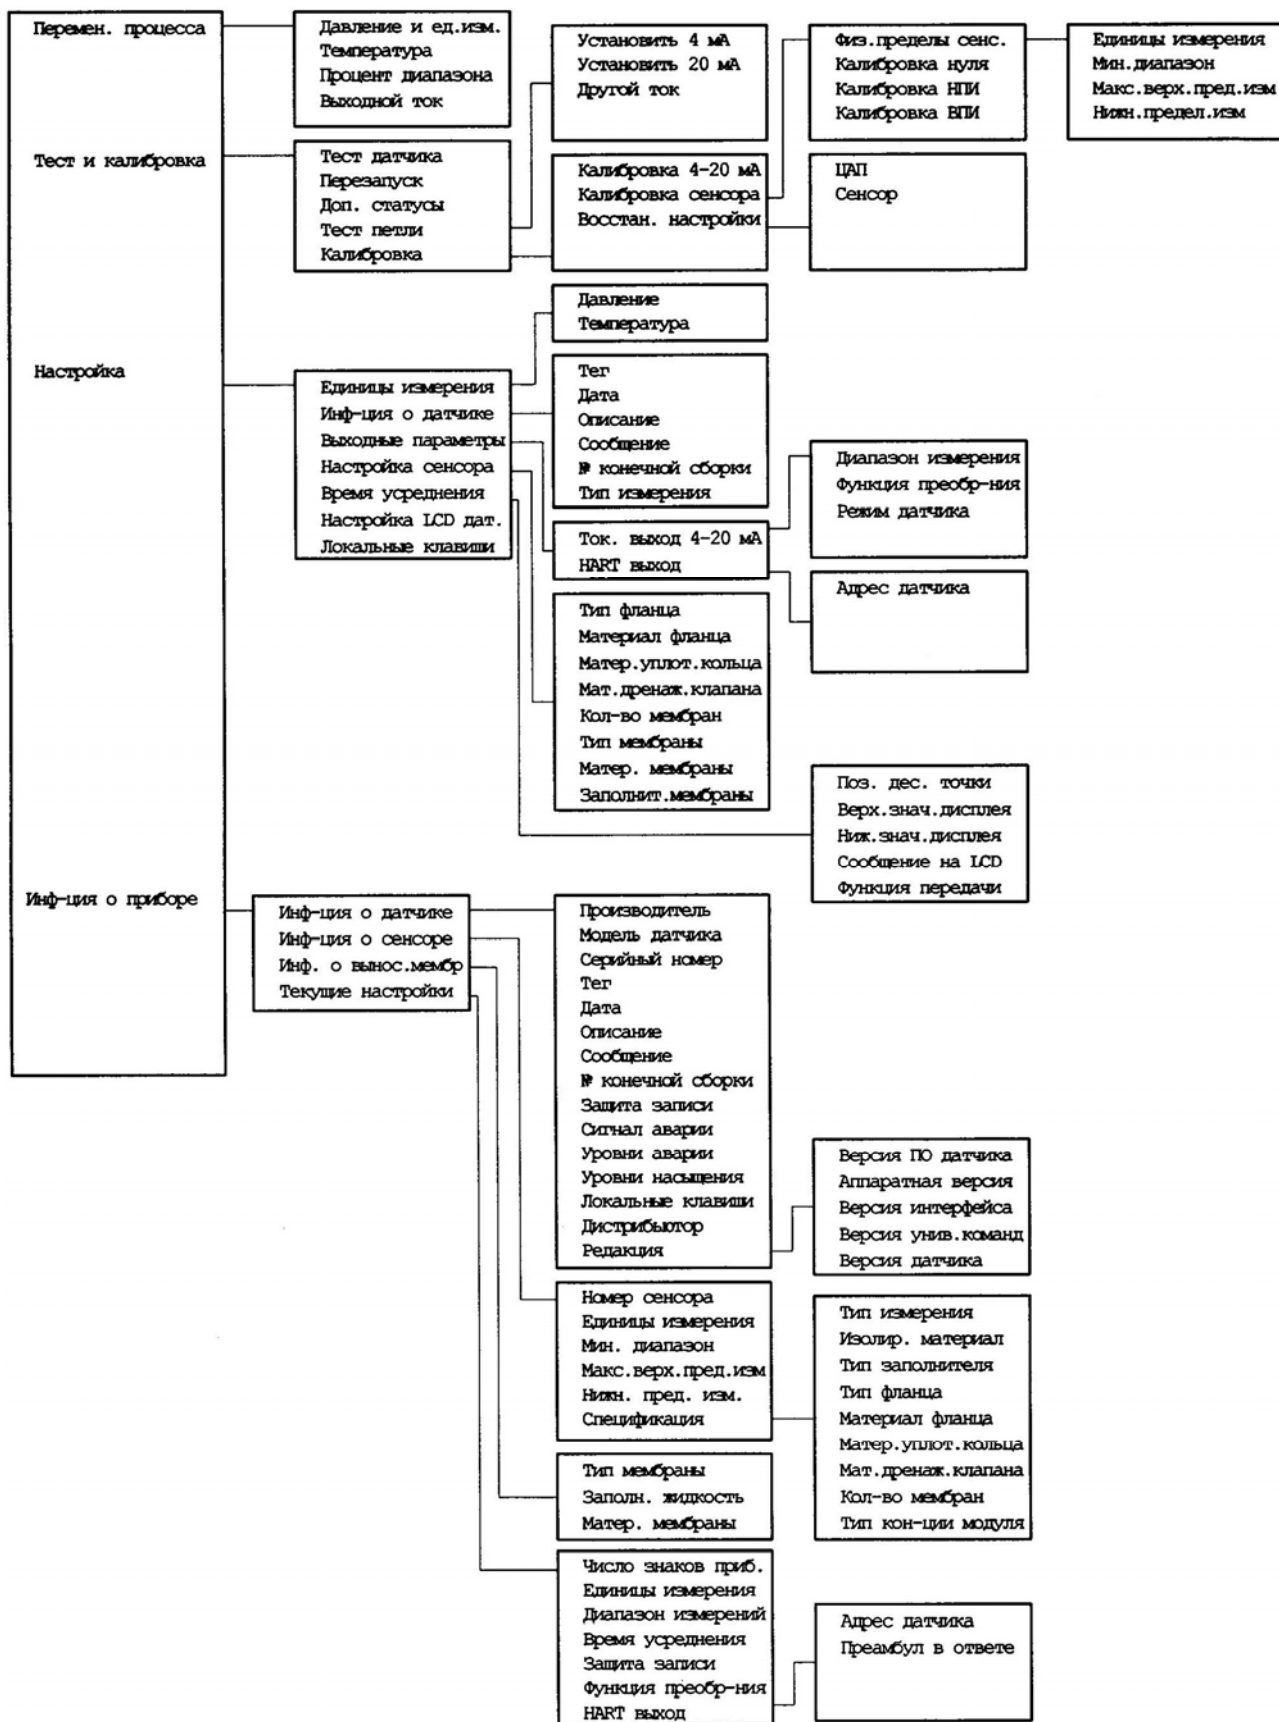 Перемен. процесса
Давление и ед.изм.
Температура
Процент диапазона
Выходной ток
Установить 4 мА
Установить 20 мА
Другой ток
Физ.пределы сенс.
Калибровка нуля
Калибровка НПИ
Калибровка ВПИ
Единицы измерения
Мин.диапазон
Макс.верх.пред.изм
Нижн.предел.изм
Тест и калибровка
Тест датчика
Перезапуск
Доп. статусы
Тест петли
Калибровка
Калибровка 4-20 мА
Калибровка сенсора
Восстан. настройки
ЦАП
Сенсор
Настройка
Единицы измерения
Инф-ция о датчике
Выходные параметры
Настройка сенсора
Время усреднения
Настройка LCD дат.
Локальные клавиши
Давление
Температура
Тег
Дата
Описание
Сообщение
№ конечной сборки
Тип измерения
Ток. выход 4-20 мА
HART выход
Диапазон измерения
Функция преобр-ния
Режим датчика
Адрес датчика
Тип фланца
Материал фланца
Матер.уплот.кольца
Мат.дренаж.клапана
Кол-во мембран
Тип мембраны
Матер. мембраны
Заполнит.мембраны
Поз. дес. точки
Верх.знач.дисплея
Ниж.знач.дисплея
Сообщение на LCD
Функция передачи
Инф-ция о приборе
Инф-ция о датчике
Инф-ция о сенсоре
Инф. о вынос.мембр
Текущие настройки
Производитель
Модель датчика
Серийный номер
Тег
Дата
Описание
Сообщение
№ конечной сборки
Защита записи
Сигнал аварии
Уровни аварии
Уровни насыщения
Локальные клавиши
Дистрибьютор
Редакция
Версия ПО датчика
Аппаратная версия
Версия интерфейса
Версия унив.команд
Версия датчика
Номер сенсора
Единицы измерения
Мин. диапазон
Макс.верх.пред.изм
Нижн. пред. изм.
Спецификация
Тип измерения
Изолир. материал
Тип заполнителя
Тип фланца
Материал фланца
Матер.уплот.кольца
Мат.дренаж.клапана
Кол-во мембран
Тип кон-ции модуля
Тип мембраны
Заполн. жидкость
Матер. мембраны
Число знаков приб.
Единицы измерения
Диапазон измерений
Время усреднения
Защита записи
Функция преобр-ния
HART выход
Адрес датчика
Преамбул в ответе